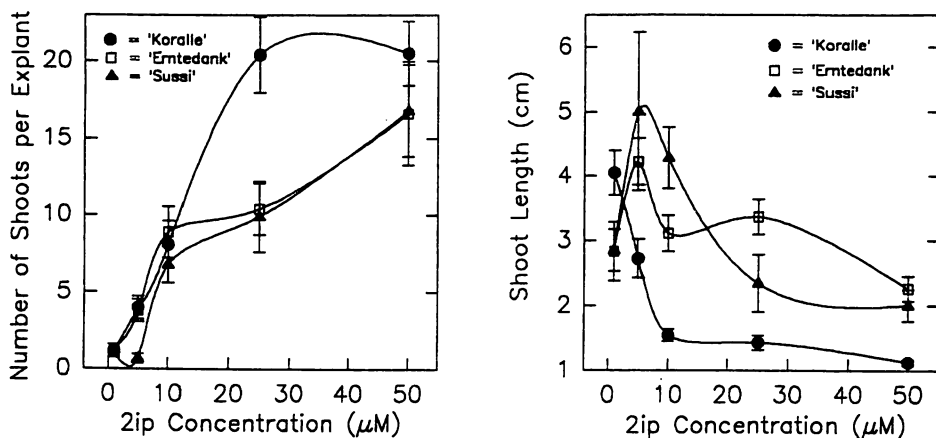 Number of Shoots per Explant
20
15
10
5
0
● = 'Koralle'
□ = 'Erntedank'
▲ = 'Sussi'
0 10 20 30 40 50
2ip Concentration (μM)
Shoot Length (cm)
6
5
4
3
2
1
● = 'Koralle'
□ = 'Erntedank'
▲ = 'Sussi'
0 10 20 30 40 50
2ip Concentration (μM)